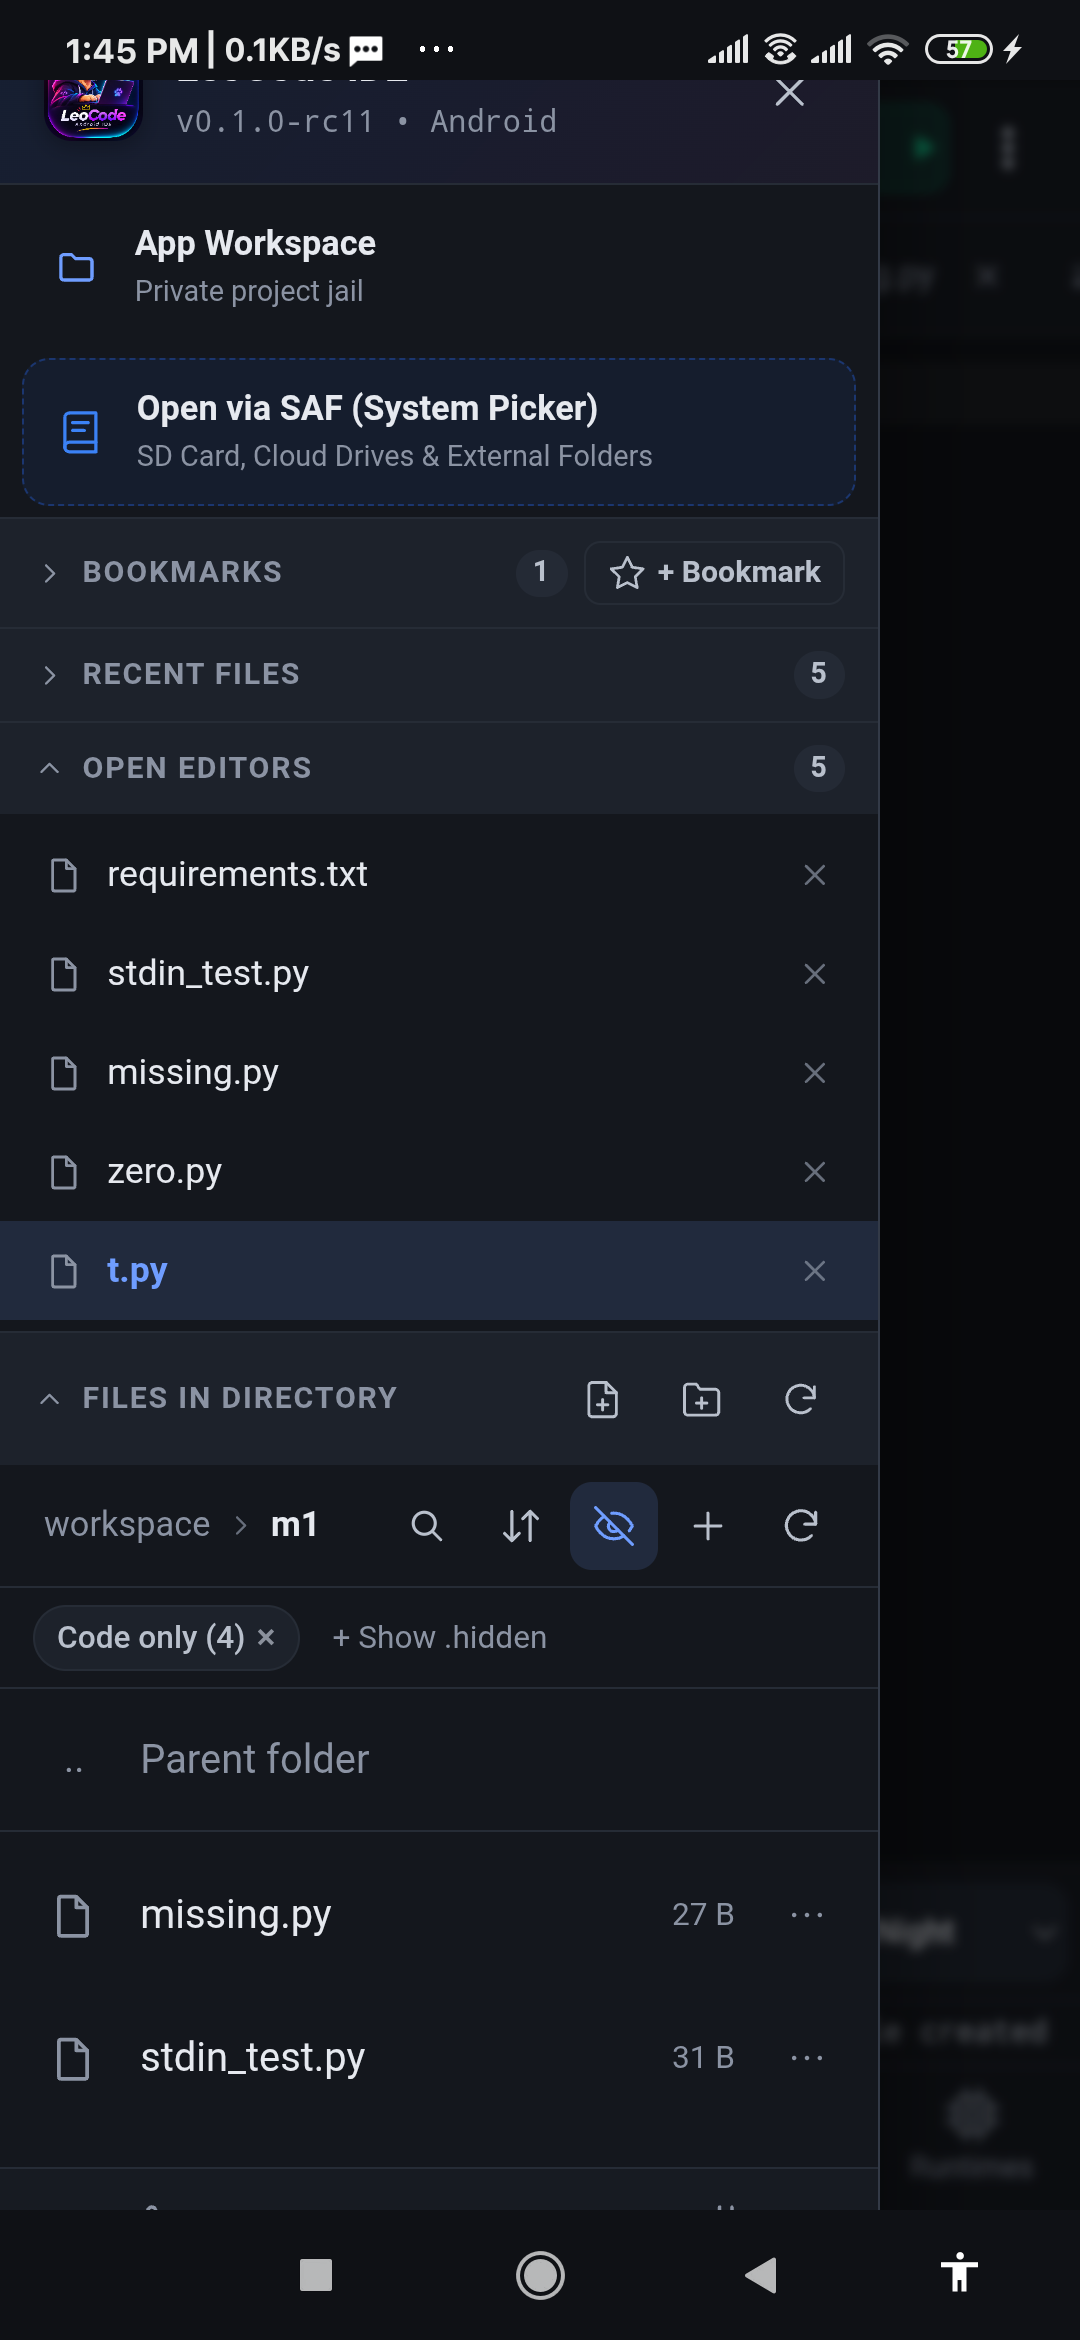 1:45 PM | 0.1KB/s
57
LeoCode
v0.1.0-rc11 • Android
App Workspace
Private project jail
Open via SAF (System Picker)
SD Card, Cloud Drives & External Folders
BOOKMARKS 1 + Bookmark
RECENT FILES 5
OPEN EDITORS 5
requirements.txt
stdin_test.py
missing.py
zero.py
t.py
FILES IN DIRECTORY
workspace > m1
Code only (4) × + Show .hidden
.. Parent folder
missing.py 27 B
stdin_test.py 31 B
created
Runtimes